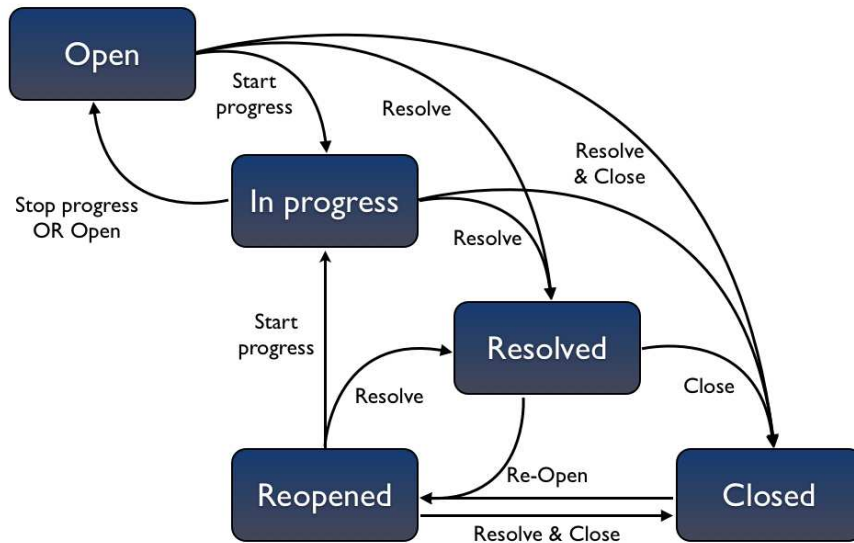 Open
Start
progress
Resolve
Resolve
& Close
In progress
Stop progress
OR Open
Resolve
Start
progress
Resolved
Resolve
Close
Reopened
Re-Open
Closed
Resolve & Close